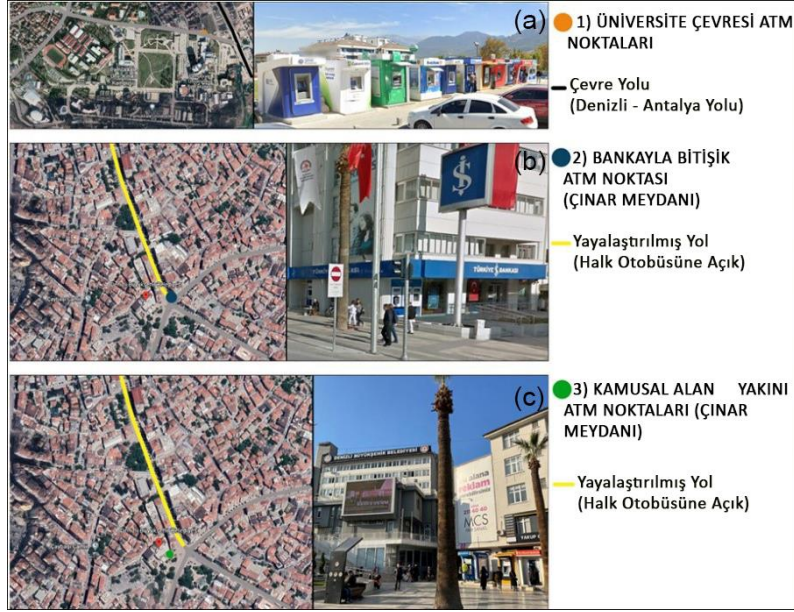 (a)
1) ÜNİVERSİTE ÇEVRESİ ATM
NOKTALARI
Çevre Yolu
(Denizli - Antalya Yolu)
(b)
TÜRKİYE İŞ BANKASI
2) BANKAYLA BİTİŞİK
ATM NOKTASI
(ÇINAR MEYDANI)
Yayalaştırılmış Yol
(Halk Otobüsüne Açık)
(c)
DENİZLİ BÜYÜKŞEHİR BELEDİYESİ
reklam
MCS
3) KAMUSAL ALAN YAKINI
ATM NOKTALARI (ÇINAR
MEYDANI)
Yayalaştırılmış Yol
(Halk Otobüsüne Açık)